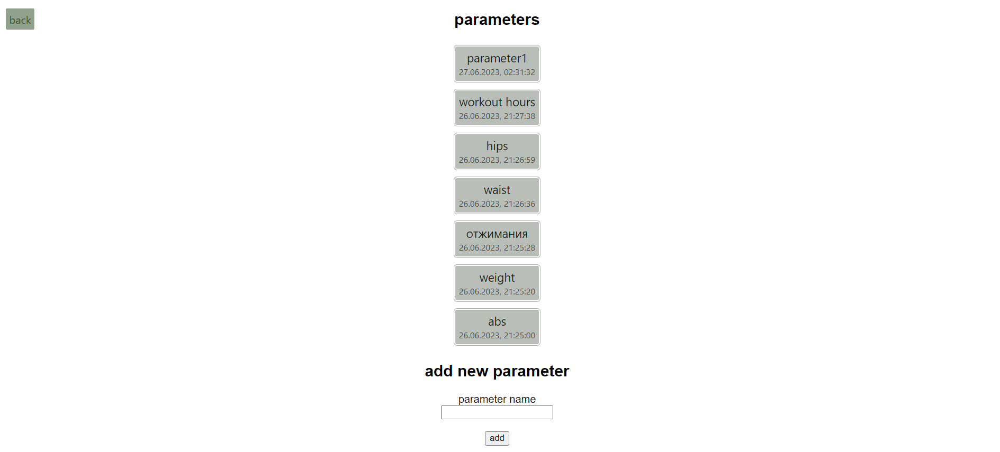 back
parameters
parameter1
27.06.2023, 02:31:32
workout hours
26.06.2023, 21:27:38
hips
26.06.2023, 21:26:59
waist
26.06.2023, 21:26:36
отжимания
26.06.2023, 21:25:28
weight
26.06.2023, 21:25:20
abs
26.06.2023, 21:25:00
add new parameter
parameter name
add